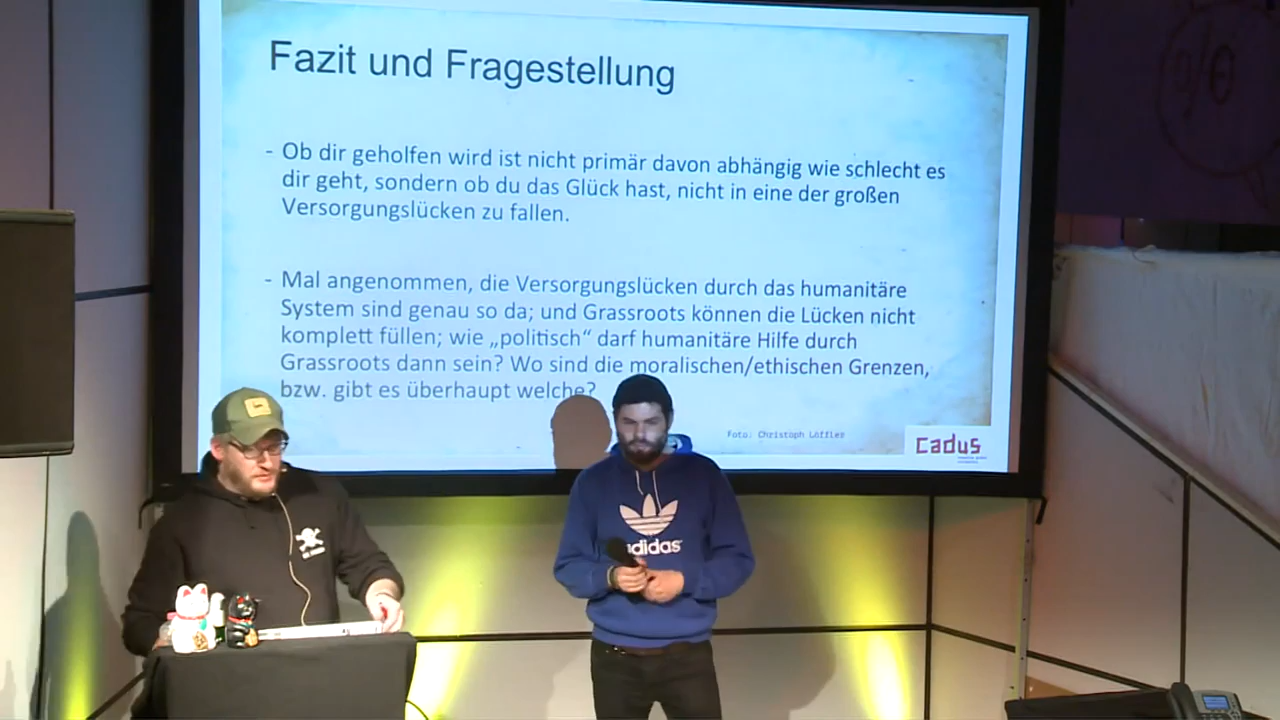 Fazit und Fragestellung
- Ob dir geholfen wird ist nicht primär davon abhängig wie schlecht es
dir geht, sondern ob du das Glück hast, nicht in eine der großen
Versorgungslücken zu fallen.
- Mal angenommen, die Versorgungslücken durch das humanitäre
System sind genau so da; und Grassroots können die Lücken nicht
komplett füllen; wie „politisch“ darf humanitäre Hilfe durch
Grassroots dann sein? Wo sind die moralischen/ethischen Grenzen,
bzw. gibt es überhaupt welche?
Foto: Christoph Löffler
Cadus
adidas